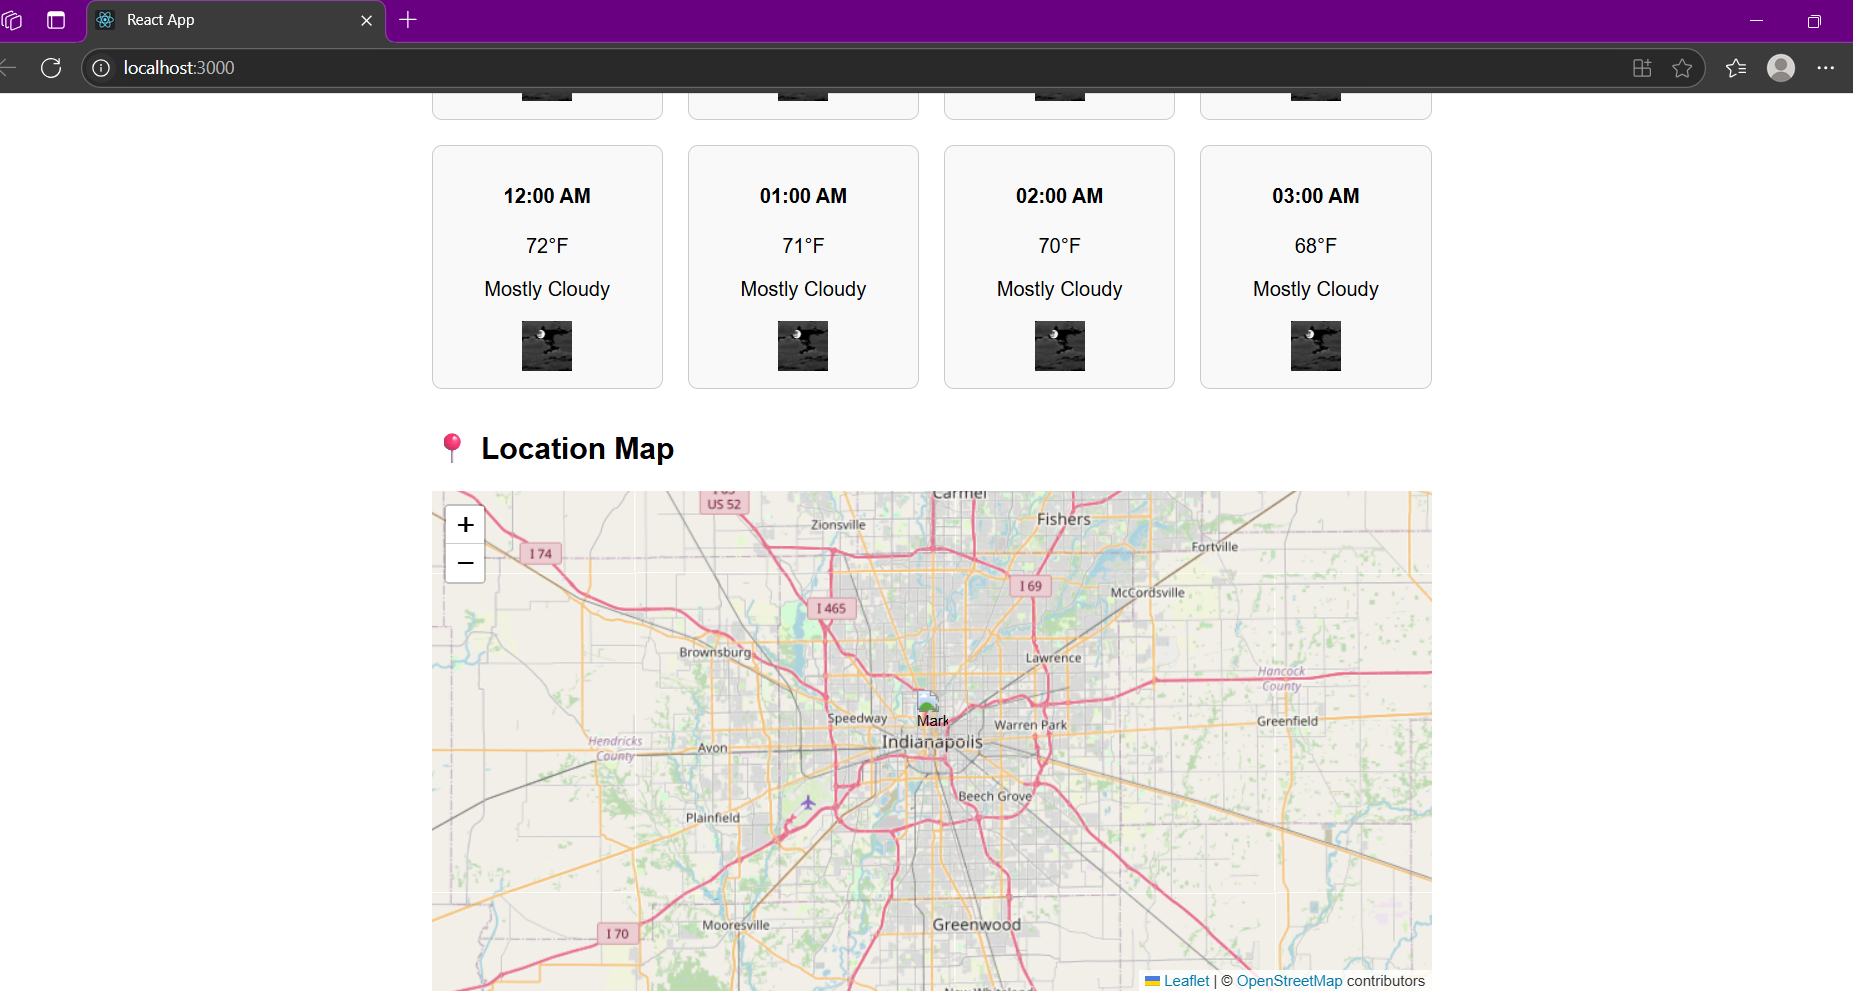 React App
localhost:3000
12:00 AM
72°F
Mostly Cloudy
01:00 AM
71°F
Mostly Cloudy
02:00 AM
70°F
Mostly Cloudy
03:00 AM
68°F
Mostly Cloudy
Location Map
+
−
US 52
Carmel
Zionsville
Fishers
I 74
Fortville
I 69
McCordsville
I 465
Brownsburg
Lawrence
Hancock
County
Mark
Speedway
Warren Park
Greenfield
Indianapolis
Hendricks
County
Avon
Beech Grove
Plainfield
Mooresville
Greenwood
I 70
Leaflet | © OpenStreetMap contributors